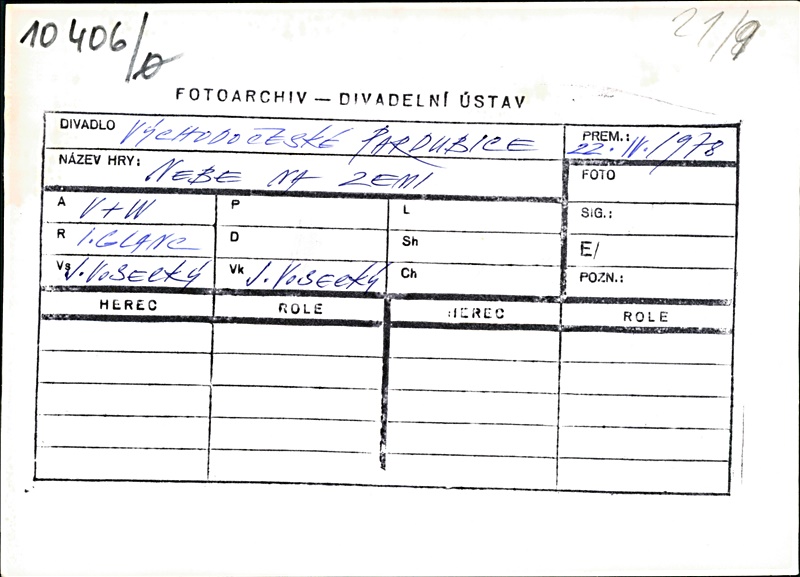 10 406/0
21/9
FOTOARCHIV — DIVADELNÍ ÚSTAV
DIVADLO VÝCHODOČESKÉ PARDUBICE
PREM.: 22. IV./1978
NÁZEV HRY: NEBE NA ZEMI
FOTO
A V+W P L
SIG.:
R I. GLANC D Sh
E/
Vs J. VOSECKÝ Vk J. VOSECKÝ Ch
POZN.:
HEREC ROLE HEREC ROLE